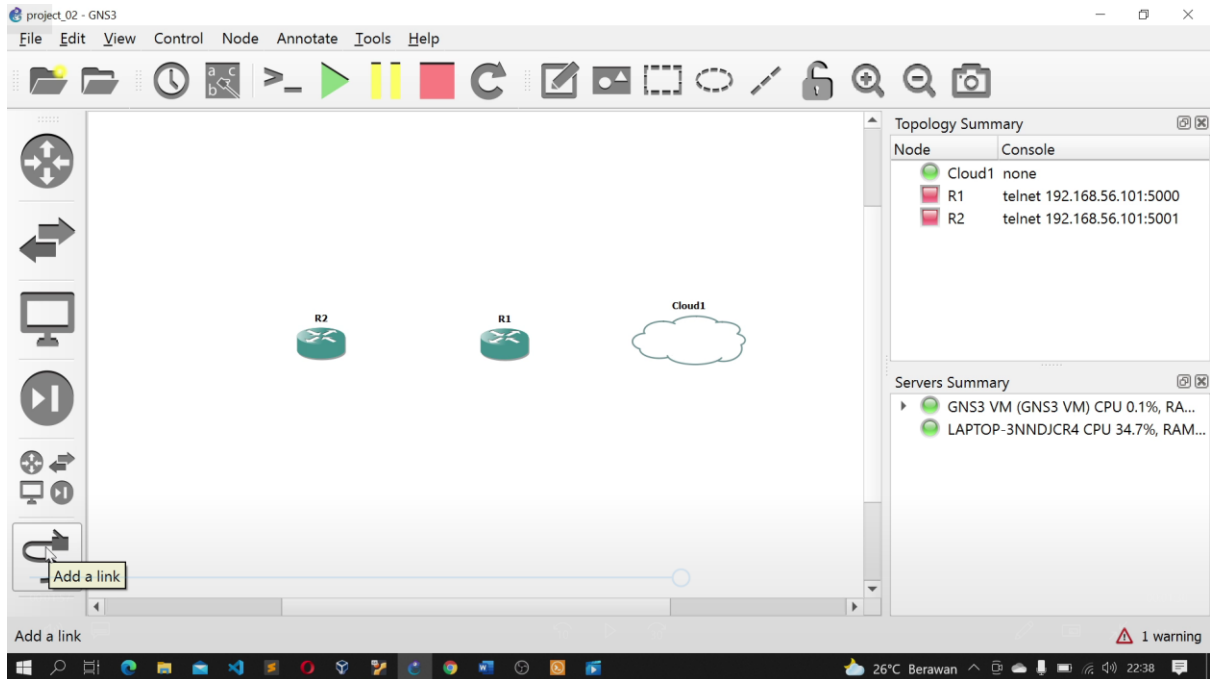 project_02 - GNS3
File Edit View Control Node Annotate Tools Help
a c
b
Topology Summary
Node Console
Cloud1 none
R1 telnet 192.168.56.101:5000
R2 telnet 192.168.56.101:5001
R2
R1
Cloud1
Servers Summary
GNS3 VM (GNS3 VM) CPU 0.1%, RA...
LAPTOP-3NNDJCR4 CPU 34.7%, RAM...
Add a link
Add a link
1 warning
26°C Berawan
22:38